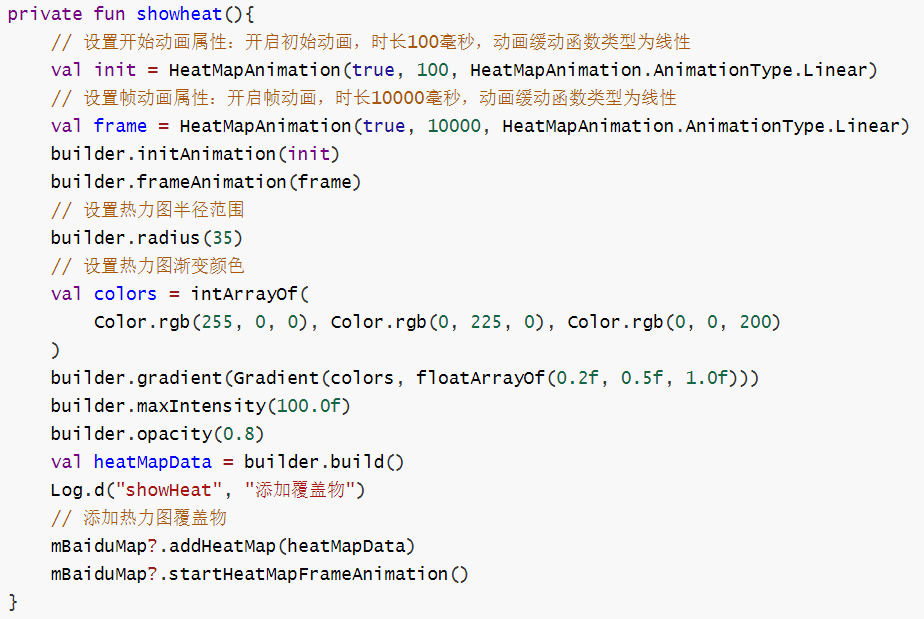 private fun showheat(){
    // 设置开始动画属性：开启初始动画，时长100毫秒，动画缓动函数类型为线性
    val init = HeatMapAnimation(true, 100, HeatMapAnimation.AnimationType.Linear)
    // 设置帧动画属性：开启帧动画，时长10000毫秒，动画缓动函数类型为线性
    val frame = HeatMapAnimation(true, 10000, HeatMapAnimation.AnimationType.Linear)
    builder.initAnimation(init)
    builder.frameAnimation(frame)
    // 设置热力图半径范围
    builder.radius(35)
    // 设置热力图渐变颜色
    val colors = intArrayOf(
        Color.rgb(255, 0, 0), Color.rgb(0, 225, 0), Color.rgb(0, 0, 200)
    )
    builder.gradient(Gradient(colors, floatArrayOf(0.2f, 0.5f, 1.0f)))
    builder.maxIntensity(100.0f)
    builder.opacity(0.8)
    val heatMapData = builder.build()
    Log.d("showHeat", "添加覆盖物")
    // 添加热力图覆盖物
    mBaiduMap?.addHeatMap(heatMapData)
    mBaiduMap?.startHeatMapFrameAnimation()
}